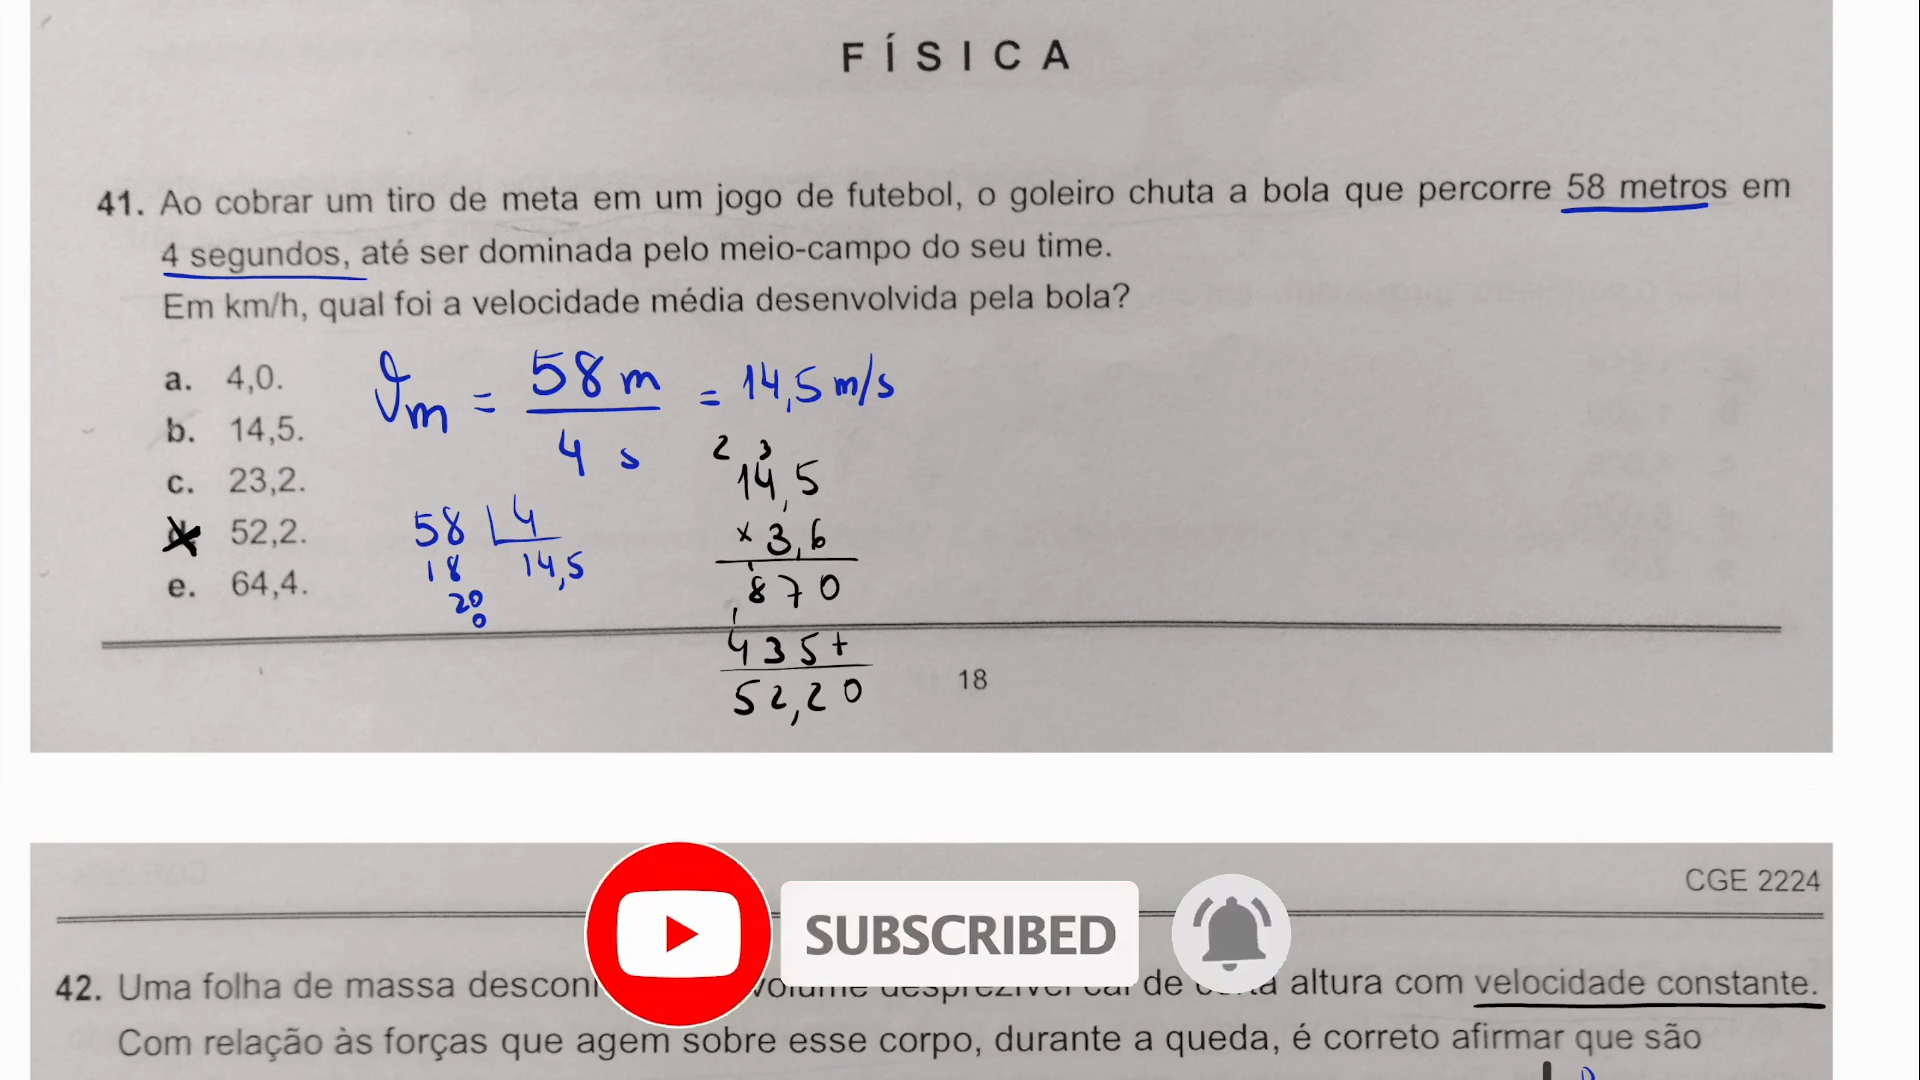 FÍSICA
41. Ao cobrar um tiro de meta em um jogo de futebol, o goleiro chuta a bola que percorre 58 metros em
4 segundos, até ser dominada pelo meio-campo do seu time.
Em km/h, qual foi a velocidade média desenvolvida pela bola?
a. 4,0.
b. 14,5.
c. 23,2.
52,2.
e. 64,4.
Vm = 58 m / 4 s = 14,5 m/s
58 4
18 14,5
20
0
2 3
14,5
x 3,6
870
435+
52,20
18
CGE 2224
SUBSCRIBED
42. Uma folha de massa altura com velocidade constante.
Com relação às forças que agem sobre esse corpo, durante a queda, é correto afirmar que são